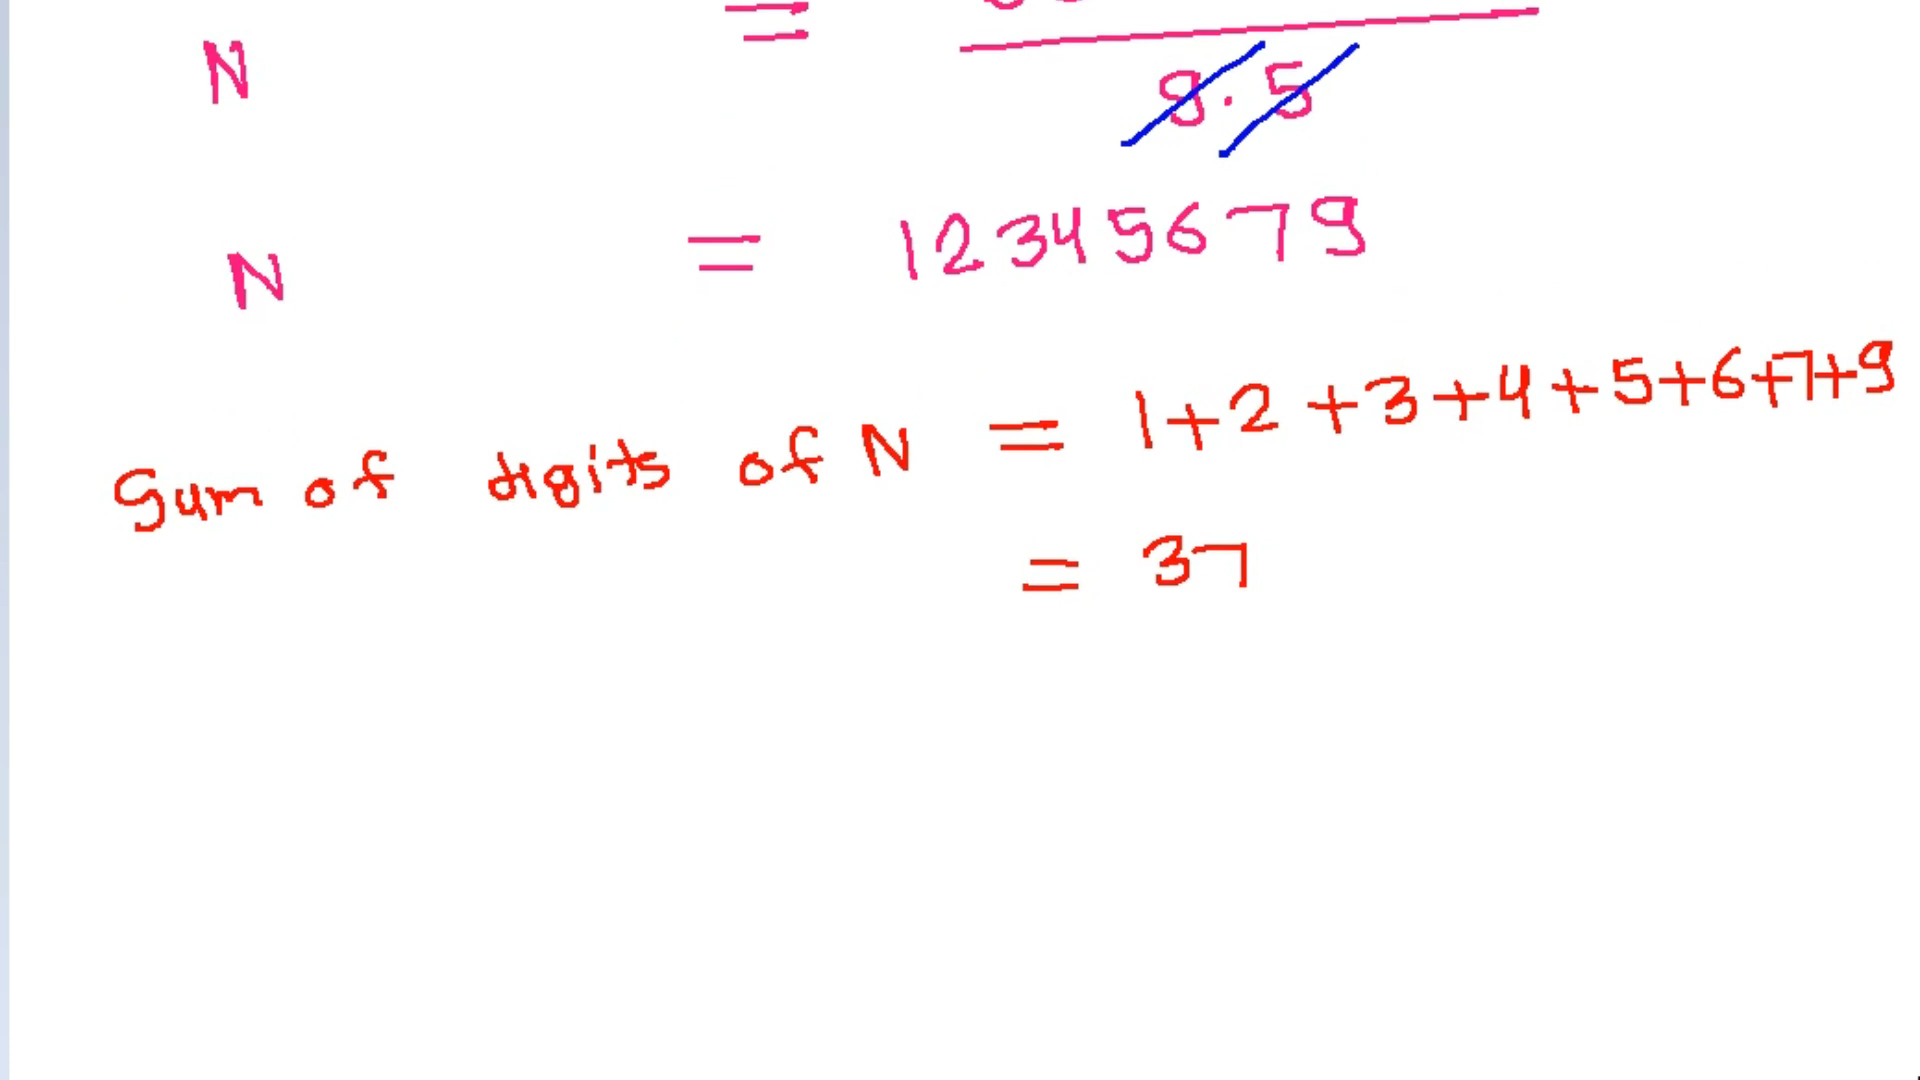 N =
8.5
N = 12345679
Sum of digits of N = 1+2+3+4+5+6+7+9
= 37